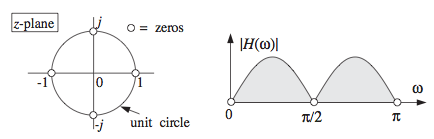 z-plane
j
= zeros
-1
0
1
-j
unit circle
|H(ω)|
0
π/2
π
ω